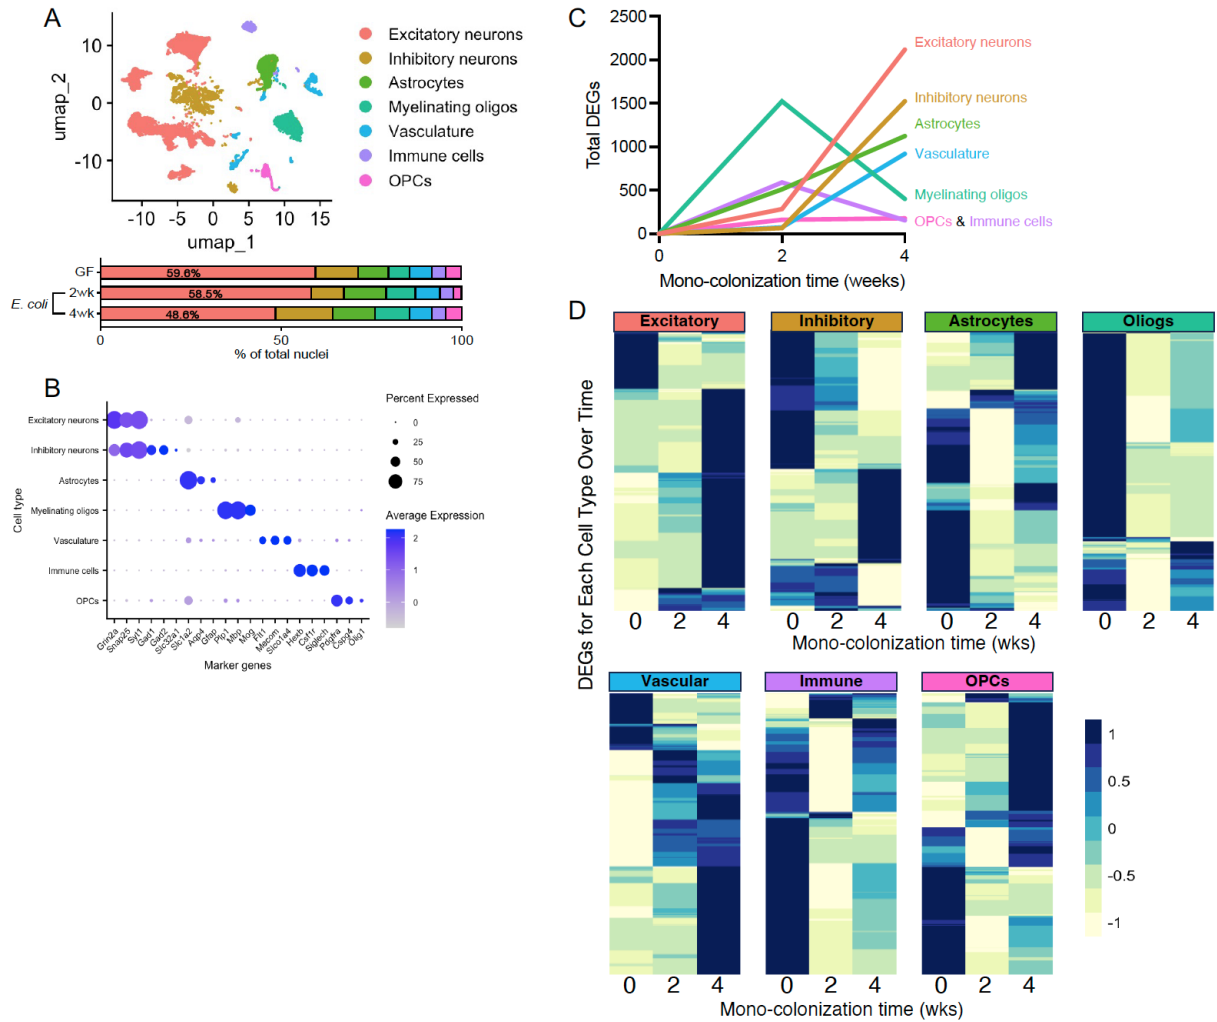 A
umap_2
10
0
-10
-10
-5
0
5
10
15
umap_1
Excitatory neurons
Inhibitory neurons
Astrocytes
Myelinating oligos
Vasculature
Immune cells
OPCs
GF
59.6%
E. coli
2wk
58.5%
4wk
48.6%
0
50
100
% of total nuclei
B
Cell type
Excitatory neurons
Inhibitory neurons
Astrocytes
Myelinating oligos
Vasculature
Immune cells
OPCs
Grin2a
Snap25
Syt1
Gad1
Gad2
Slc32a1
Slc1a2
Aqp4
Gfap
Plp1
Mbp
Mog
Flt1
Mecom
Slco1a4
Hexb
Csf1r
Siglech
Pdgfra
Cspg4
Olig1
Marker genes
Percent Expressed
0
25
50
75
Average Expression
2
1
0
C
Total DEGs
2500
2000
1500
1000
500
0
0
2
4
Mono-colonization time (weeks)
Excitatory neurons
Inhibitory neurons
Astrocytes
Vasculature
Myelinating oligos
OPCs & Immune cells
D
DEGs for Each Cell Type Over Time
Excitatory
Inhibitory
Astrocytes
Oliogs
0 2 4
0 2 4
0 2 4
0 2 4
Mono-colonization time (wks)
Vascular
Immune
OPCs
0 2 4
0 2 4
0 2 4
Mono-colonization time (wks)
1
0.5
0
-0.5
-1